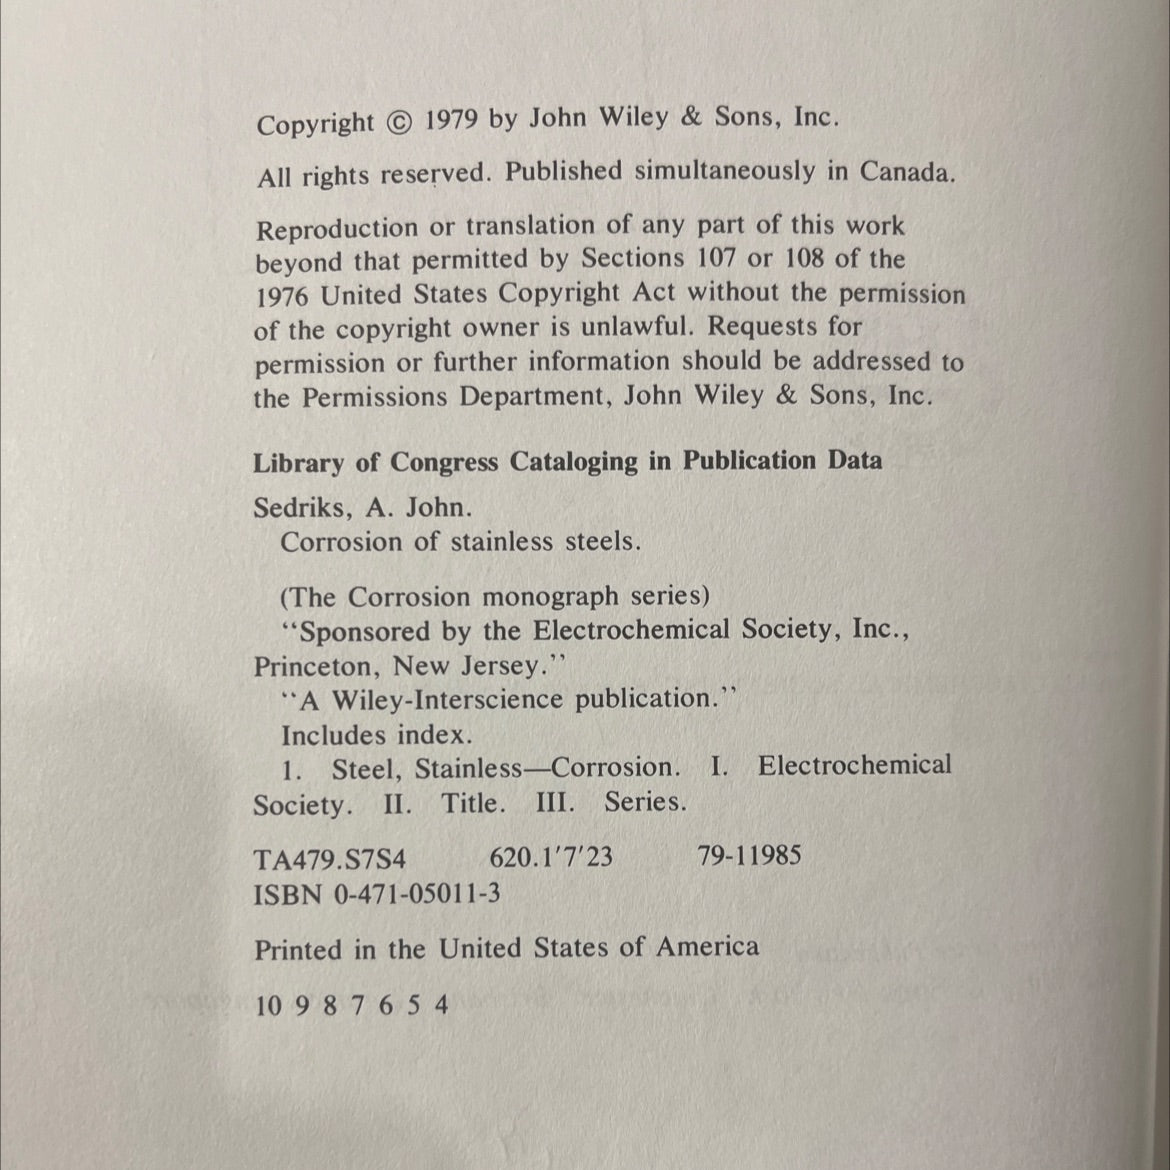 Copyright © 1979 by John Wiley & Sons, Inc.
All rights reserved. Published simultaneously in Canada.
Reproduction or translation of any part of this work
beyond that permitted by Sections 107 or 108 of the
1976 United States Copyright Act without the permission
of the copyright owner is unlawful. Requests for
permission or further information should be addressed to
the Permissions Department, John Wiley & Sons, Inc.
Library of Congress Cataloging in Publication Data
Sedriks, A. John.
Corrosion of stainless steels.
(The Corrosion monograph series)
‘‘Sponsored by the Electrochemical Society, Inc.,
Princeton, New Jersey.’’
‘‘A Wiley-Interscience publication.’’
Includes index.
1. Steel, Stainless—Corrosion. I. Electrochemical
Society. II. Title. III. Series.
TA479.S7S4 620.1′7′23 79-11985
ISBN 0-471-05011-3
Printed in the United States of America
10 9 8 7 6 5 4